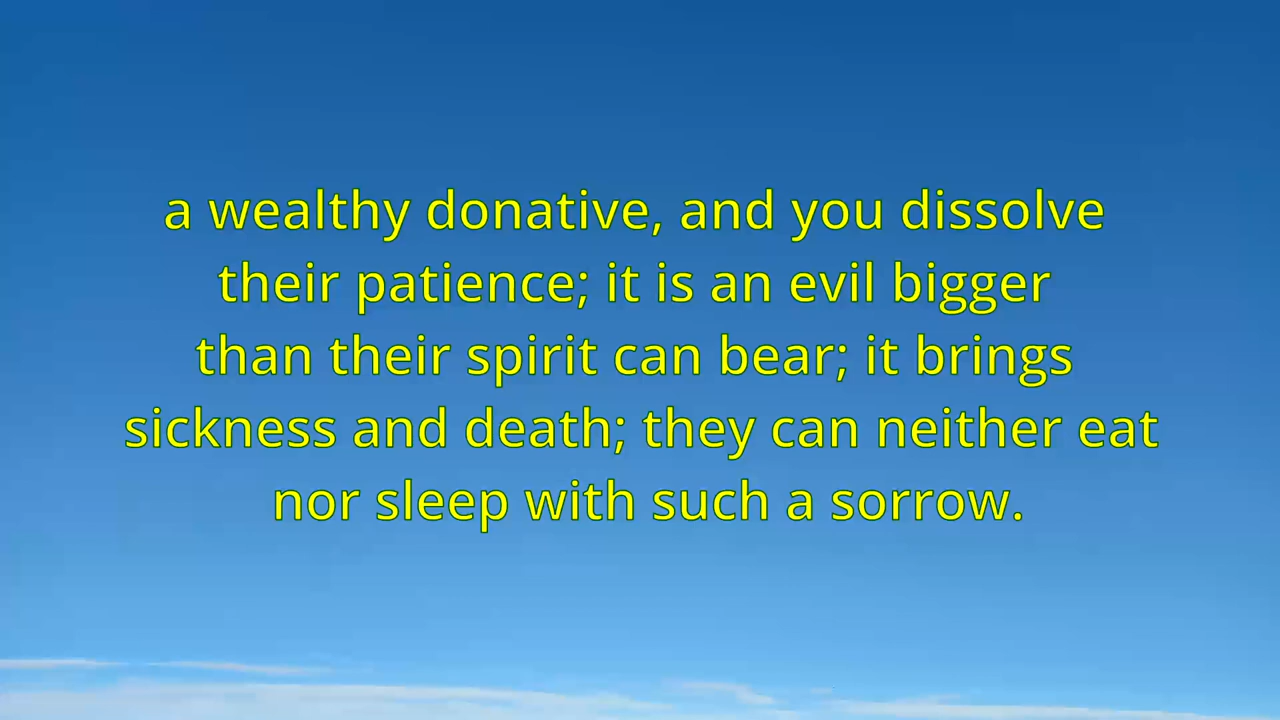 a wealthy donative, and you dissolve
their patience; it is an evil bigger
than their spirit can bear; it brings
sickness and death; they can neither eat
nor sleep with such a sorrow.